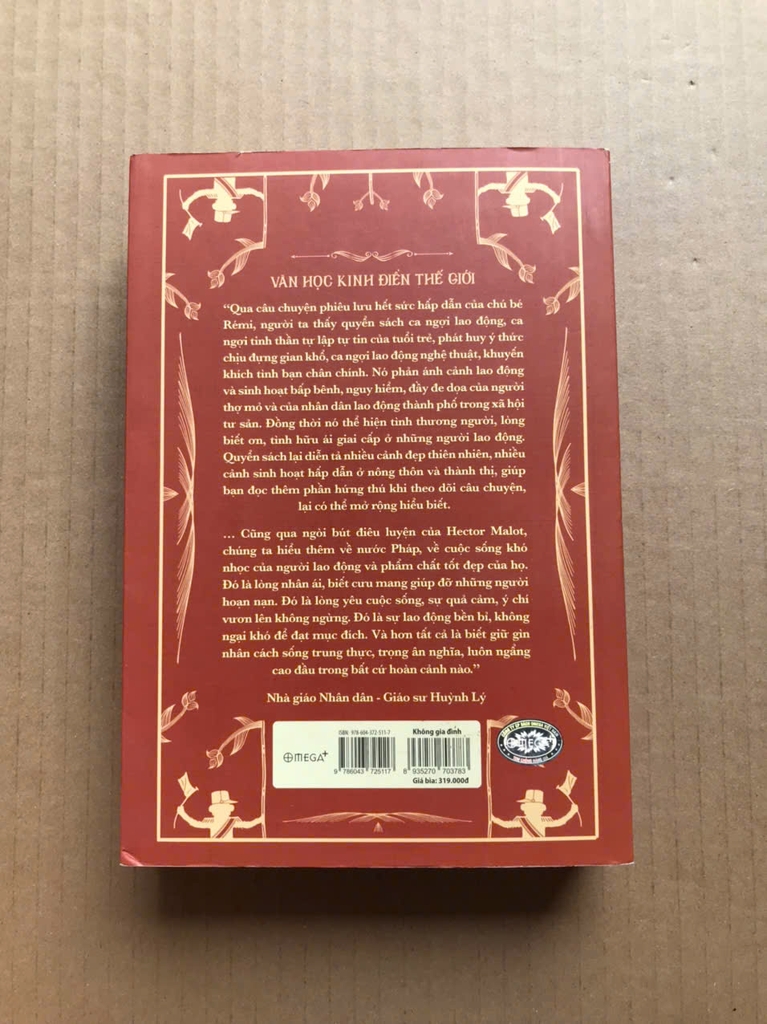 VĂN HỌC KINH ĐIỂN THẾ GIỚI
“Qua câu chuyện phiêu lưu hết sức hấp dẫn của chú bé
Rémi, người ta thấy quyển sách ca ngợi lao động, ca
ngợi tinh thần tự lập tự tin của tuổi trẻ, phát huy ý thức
chịu đựng gian khổ, ca ngợi lao động nghệ thuật, khuyến
khích tình bạn chân chính. Nó phản ánh cảnh lao động
và sinh hoạt bấp bênh, nguy hiểm, đầy đe dọa của người
thợ mỏ và của nhân dân lao động thành phố trong xã hội
tư sản. Đồng thời nó thể hiện tình thương người, lòng
biết ơn, tình hữu ái giai cấp ở những người lao động.
Quyển sách lại diễn tả nhiều cảnh đẹp thiên nhiên, nhiều
cảnh sinh hoạt hấp dẫn ở nông thôn và thành thị, giúp
bạn đọc thêm phần hứng thú khi theo dõi câu chuyện,
lại có thể mở rộng hiểu biết.
... Cũng qua ngòi bút điêu luyện của Hector Malot,
chúng ta hiểu thêm về nước Pháp, về cuộc sống khó
nhọc của người lao động và phẩm chất tốt đẹp của họ.
Đó là lòng nhân ái, biết cưu mang giúp đỡ những người
hoạn nạn. Đó là lòng yêu cuộc sống, sự quả cảm, ý chí
vươn lên không ngừng. Đó là sự lao động bền bỉ, không
ngại khó để đạt mục đích. Và hơn tất cả là biết giữ gìn
nhân cách sống trung thực, trọng ân nghĩa, luôn ngẩng
cao đầu trong bất cứ hoàn cảnh nào.”
Nhà giáo Nhân dân - Giáo sư Huỳnh Lý
OMEGA+
ISBN: 978-604-372-511-7
9 786043 725117
Không gia đình
8 935270 703783
Giá bìa: 319.000đ
OMEGA+